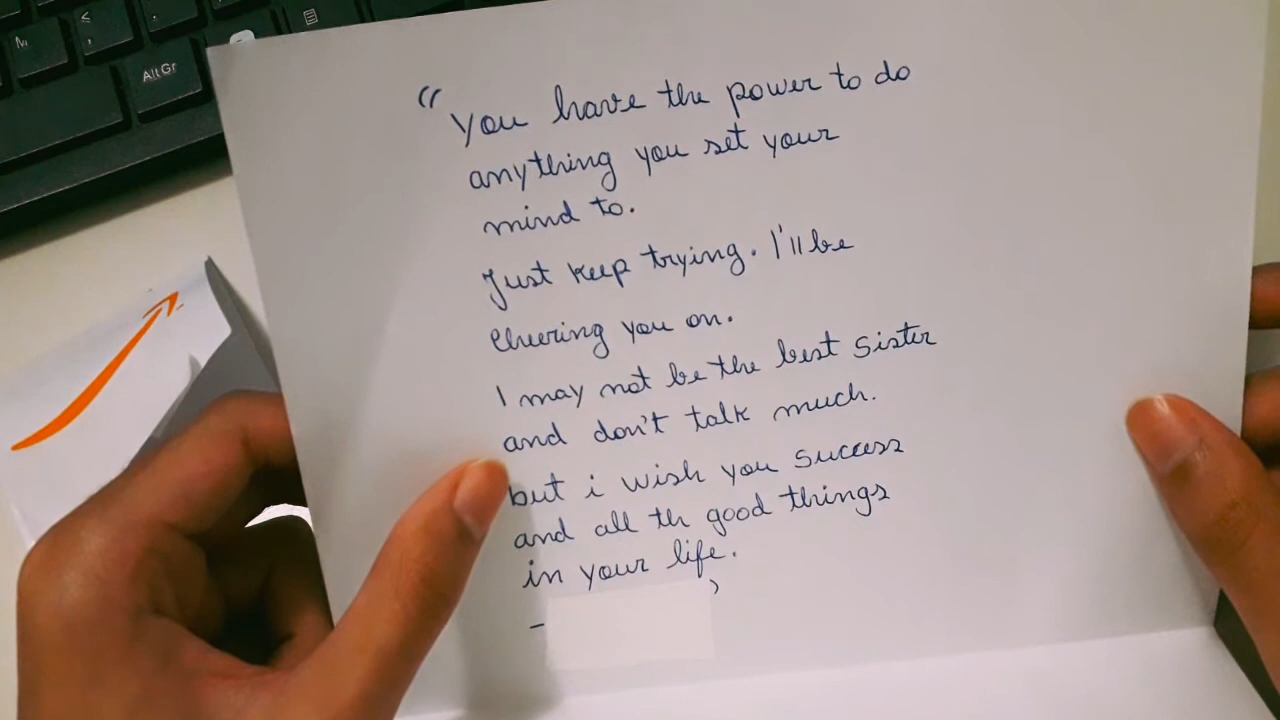 M
<
,
.
AltGr
“ You have the power to do
anything you set your
mind to.
Just keep trying. I'll be
cheering you on.
I may not be the best sister
and don't talk much.
but i wish you success
and all th good things
in your life.
- ,